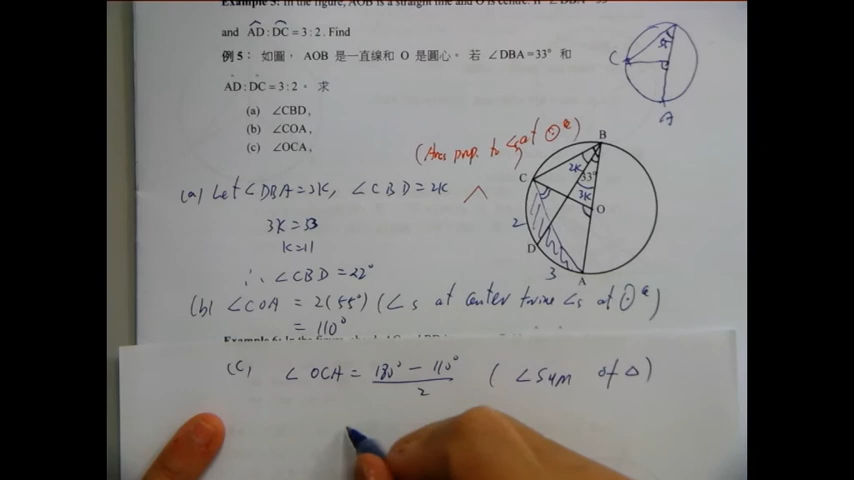 Example 5: In the figure, AOB is a straight line and O is centre. If ∠DBA = 33°
and AD : DC = 3 : 2. Find
例 5：如圖，AOB 是一直線和 O 是圓心。若 ∠DBA = 33° 和
AD : DC = 3 : 2。求
(a) ∠CBD,
(b) ∠COA,
(c) ∠OCA,
C
A
(Arcs prop. to ∠s at ⊙ce)
B
C
2K
33°
3K
O
2
D
3
A
(a) Let ∠DBA = 3K, ∠CBD = 2K
3K = 33
K = 11
∴ ∠CBD = 22°
(b) ∠COA = 2(55°) (∠s at center twine ∠s at ⊙ce)
= 110°
(c) ∠OCA = 180° - 110° / 2 (∠sum of △)